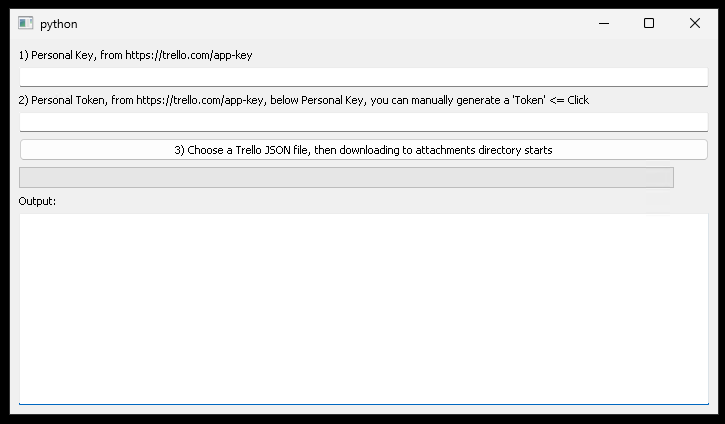 python
1) Personal Key, from https://trello.com/app-key
2) Personal Token, from https://trello.com/app-key, below Personal Key, you can manually generate a 'Token' <= Click
3) Choose a Trello JSON file, then downloading to attachments directory starts
Output: